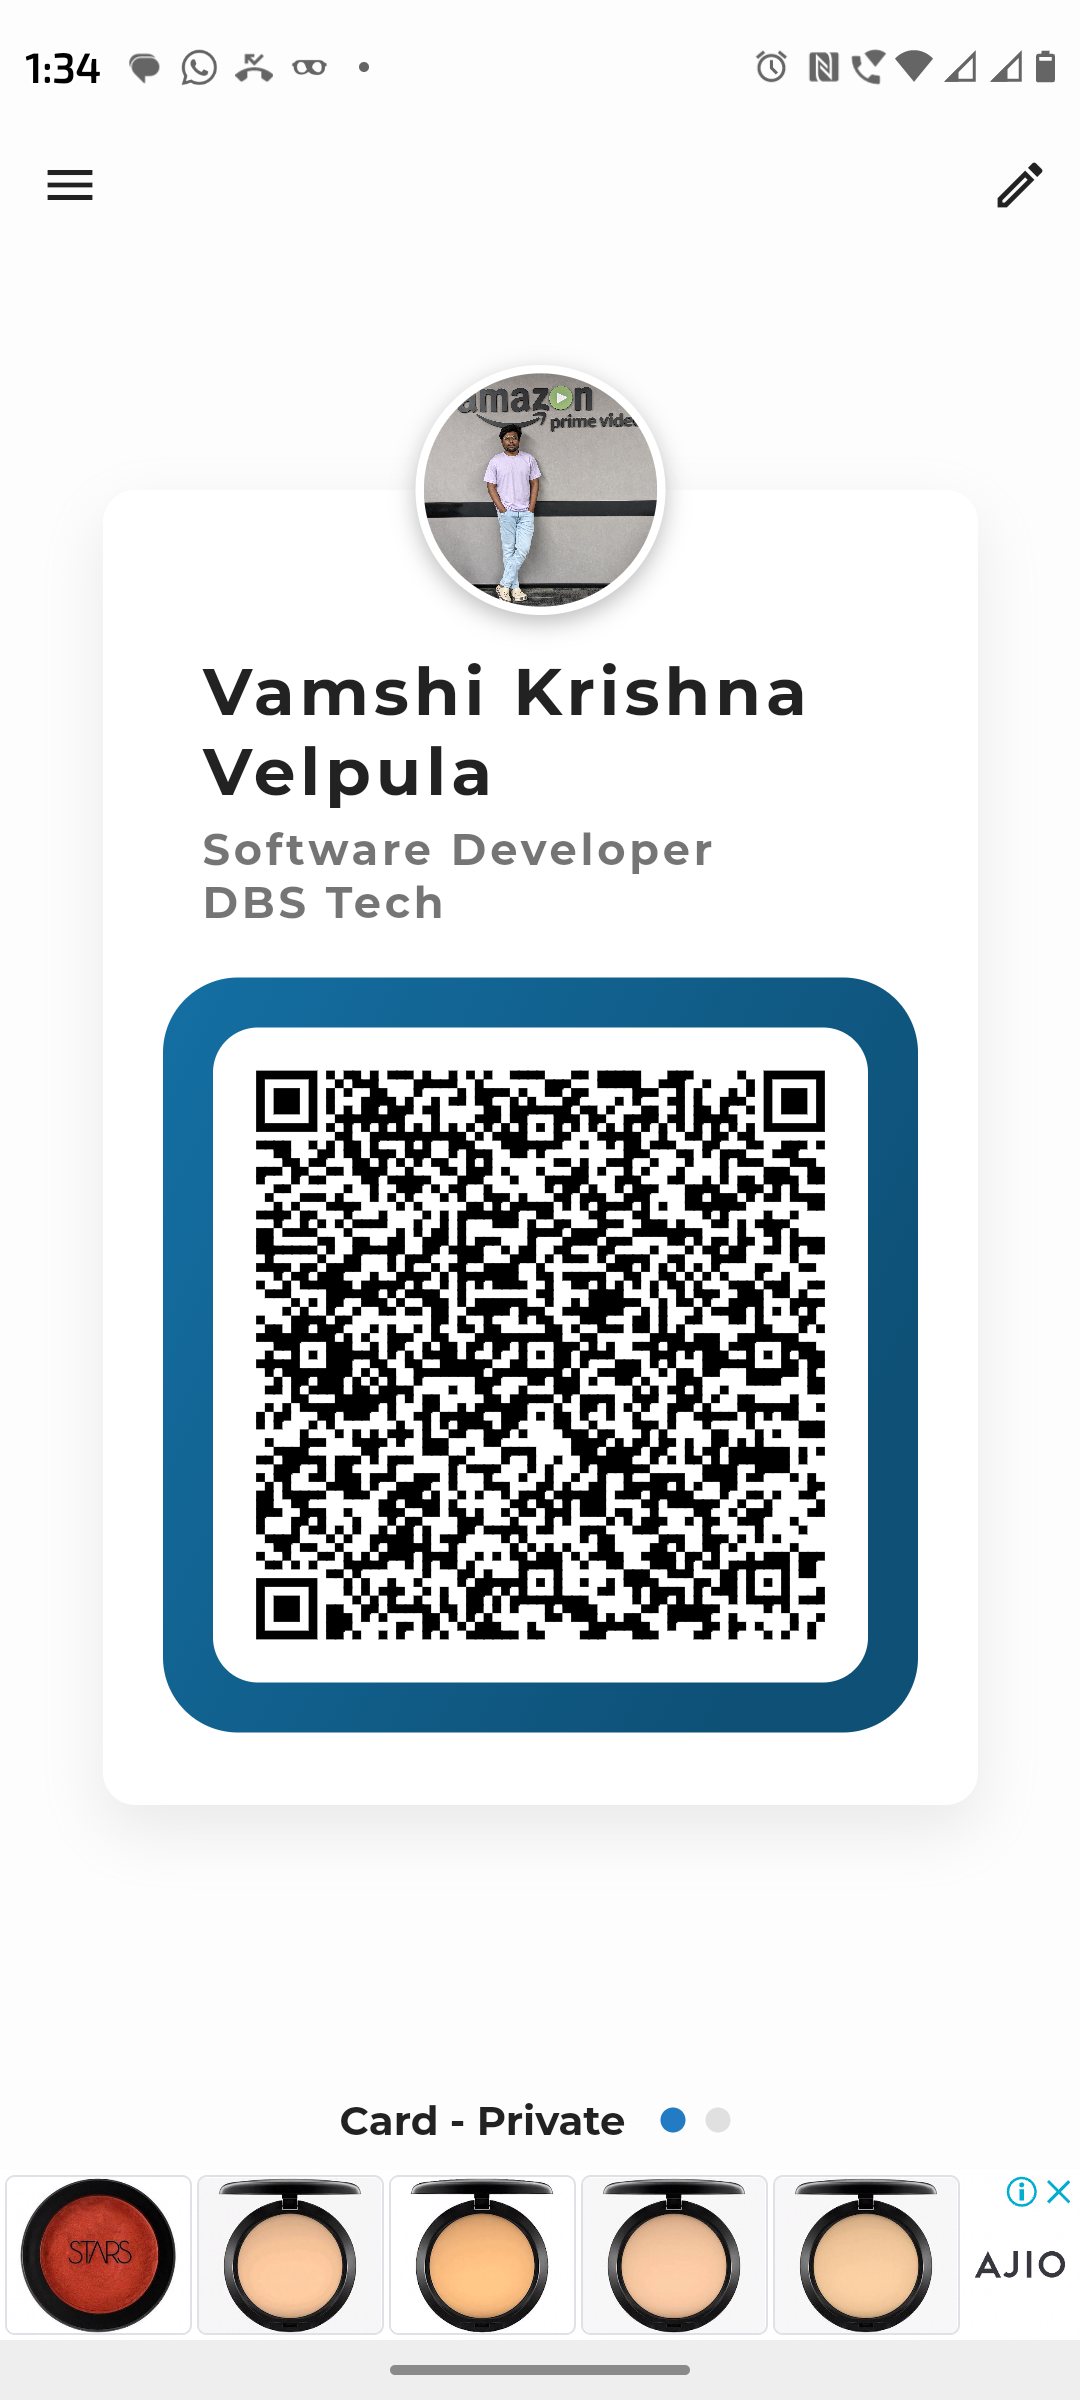 1:34
amazon
prime video
Vamshi Krishna
Velpula
Software Developer
DBS Tech
Card - Private
STARS
AJIO